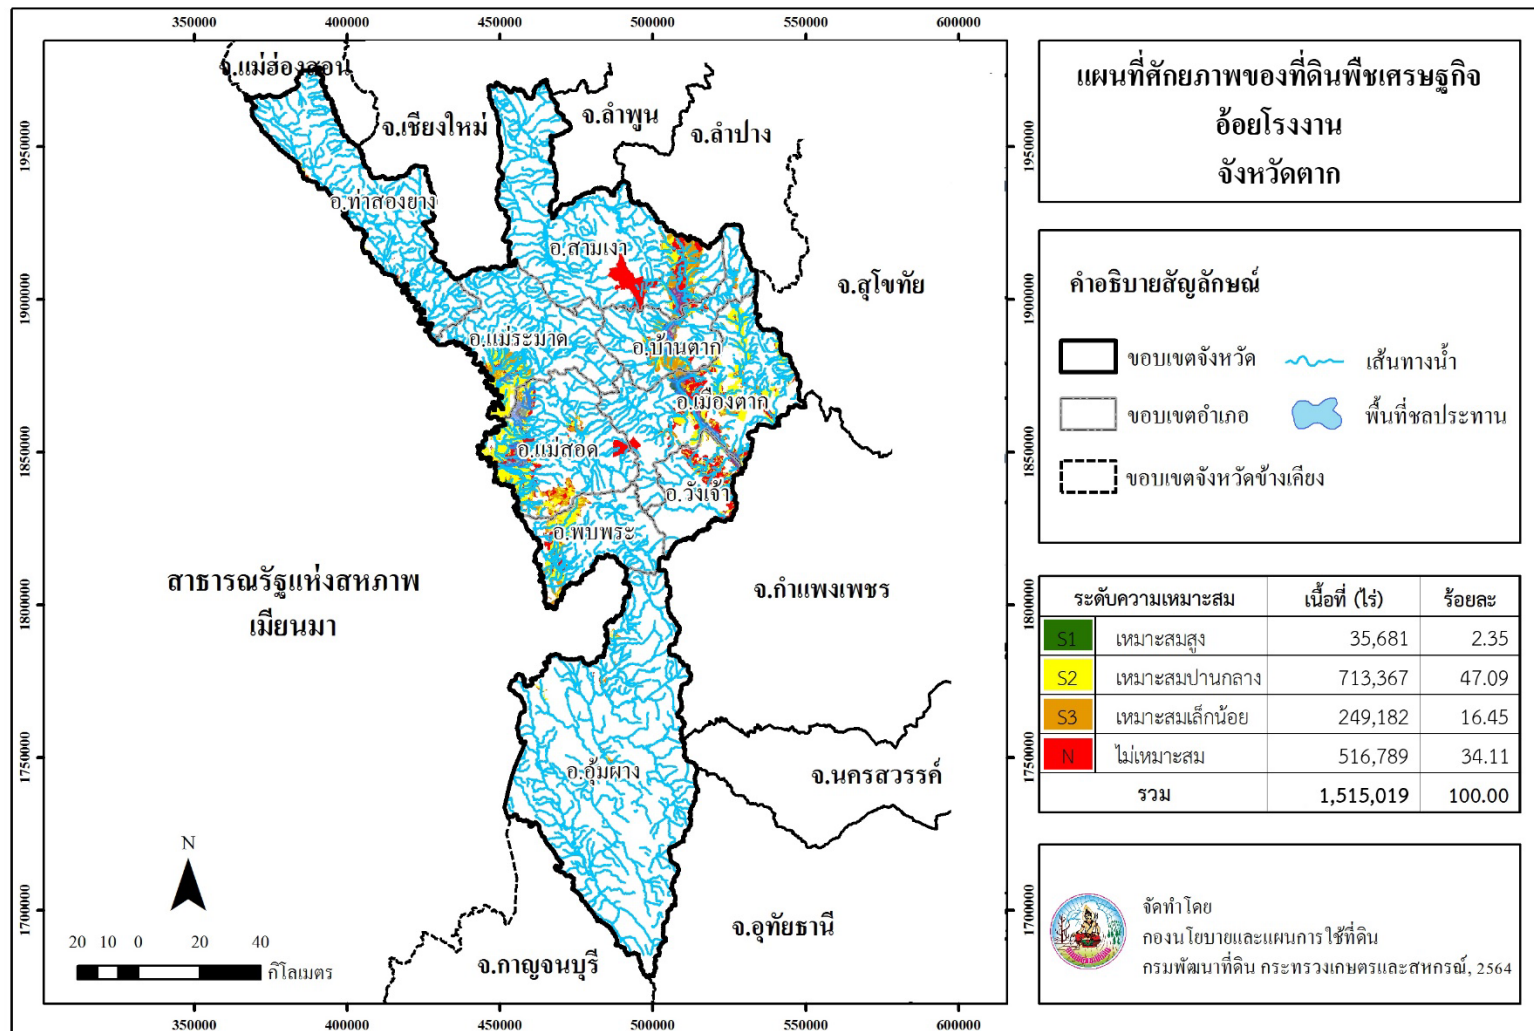 350000 400000 450000 500000 550000 600000
1950000
1900000
1850000
1800000
1750000
1700000
จ.แม่ฮ่องสอน
จ.เชียงใหม่
จ.ลำพูน
จ.ลำปาง
อ.ท่าสองยาง
อ.สามเงา
จ.สุโขทัย
อ.แม่ระมาด
อ.บ้านตาก
อ.เมืองตาก
อ.แม่สอด
อ.วังเจ้า
อ.พบพระ
สาธารณรัฐแห่งสหภาพ
เมียนมา
จ.กำแพงเพชร
อ.อุ้มผาง
จ.นครสวรรค์
จ.อุทัยธานี
จ.กาญจนบุรี
N
20 10 0 20 40
กิโลเมตร
1950000
1900000
1850000
1800000
1750000
1700000
350000 400000 450000 500000 550000 600000
แผนที่ศักยภาพของที่ดินพืชเศรษฐกิจ
อ้อยโรงงาน
จังหวัดตาก
คำอธิบายสัญลักษณ์
ขอบเขตจังหวัด เส้นทางน้ำ
ขอบเขตอำเภอ พื้นที่ชลประทาน
ขอบเขตจังหวัดข้างเคียง
ระดับความเหมาะสม เนื้อที่ (ไร่) ร้อยละ
S1 เหมาะสมสูง 35,681 2.35
S2 เหมาะสมปานกลาง 713,367 47.09
S3 เหมาะสมเล็กน้อย 249,182 16.45
N ไม่เหมาะสม 516,789 34.11
รวม 1,515,019 100.00
จัดทำโดย
กองนโยบายและแผนการใช้ที่ดิน
กรมพัฒนาที่ดิน กระทรวงเกษตรและสหกรณ์, 2564